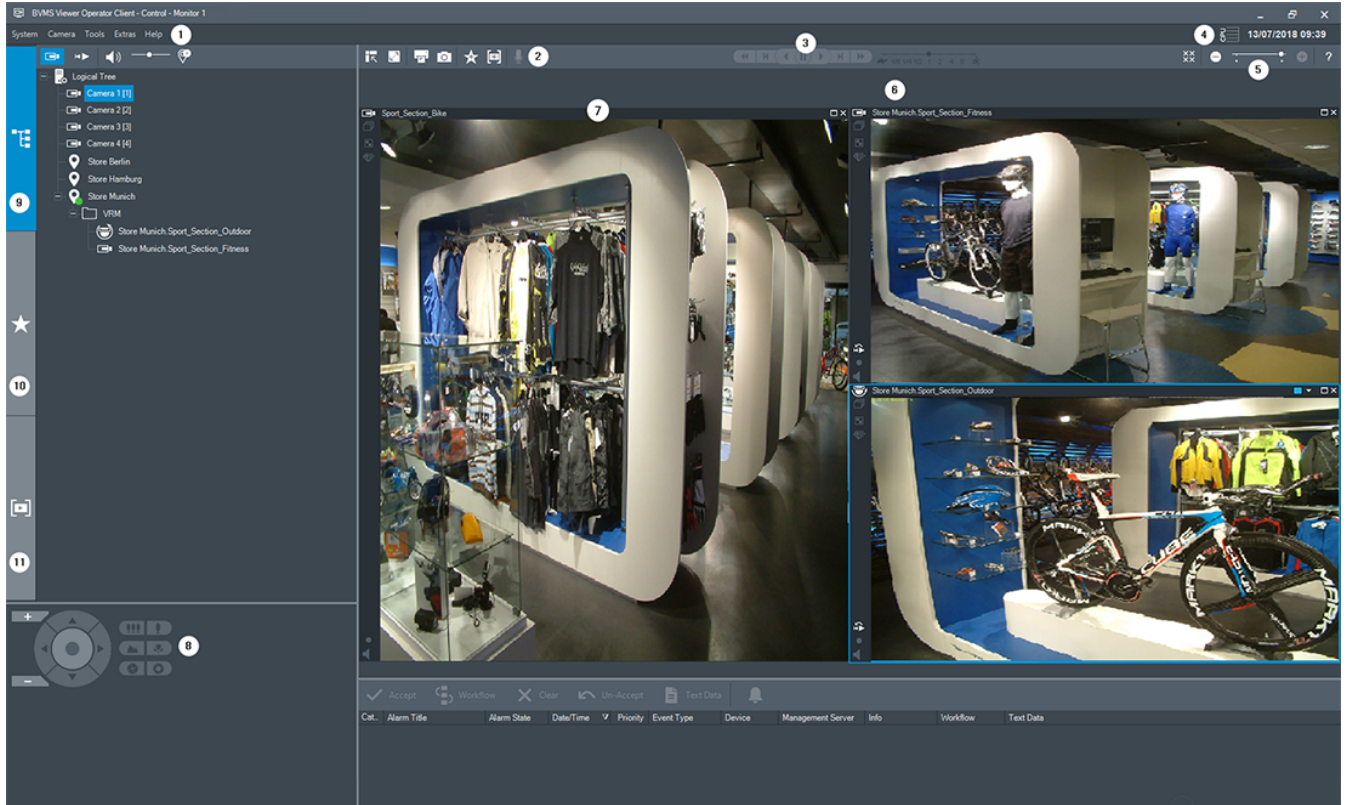 BVMS Viewer Operator Client - Control - Monitor 1
System Camera Tools Extras Help 1
13/07/2018 09:39
4
2
3
5
?
Logical Tree
Camera 1 [1]
Camera 2 [2]
Camera 3 [3]
Camera 4 [4]
Store Berlin
Store Hamburg
Store Munich
VRM
Store Munich.Sport_Section_Outdoor
Store Munich.Sport_Section_Fitness
9
10
11
8
6
Sport_Section_Bike
7
Store Munich.Sport_Section_Fitness
Store Munich.Sport_Section_Outdoor
CUBE
Accept Workflow Clear Un-Accept Text Data
Cat.. Alarm Title Alarm State Date/Time Priority Event Type Device Management Server Info Workflow Text Data